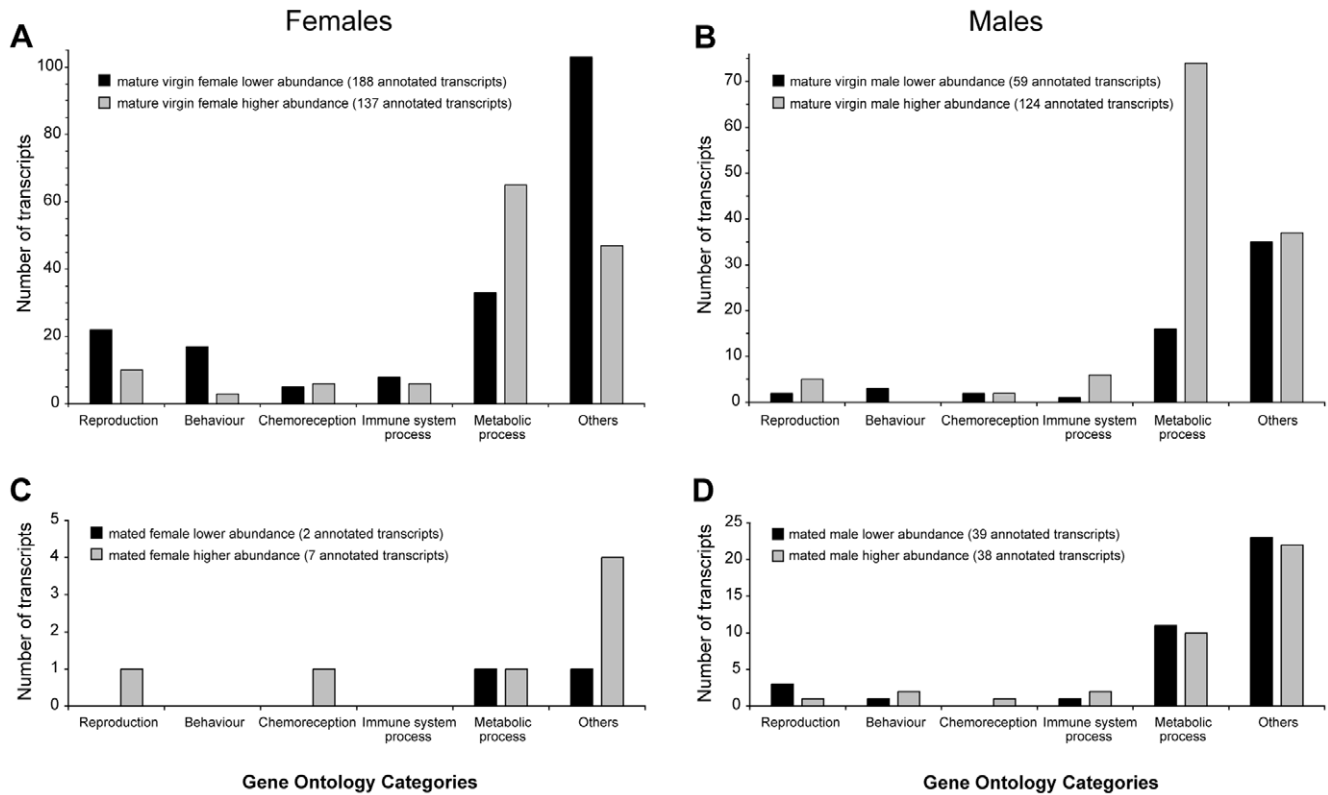 Females
Males
A
Number of transcripts
100
80
60
40
20
0
mature virgin female lower abundance (188 annotated transcripts)
mature virgin female higher abundance (137 annotated transcripts)
Reproduction
Behaviour
Chemoreception
Immune system
process
Metabolic
process
Others
B
Number of transcripts
70
60
50
40
30
20
10
0
mature virgin male lower abundance (59 annotated transcripts)
mature virgin male higher abundance (124 annotated transcripts)
Reproduction
Behaviour
Chemoreception
Immune system
process
Metabolic
process
Others
C
Number of transcripts
5
4
3
2
1
0
mated female lower abundance (2 annotated transcripts)
mated female higher abundance (7 annotated transcripts)
Reproduction
Behaviour
Chemoreception
Immune system
process
Metabolic
process
Others
Gene Ontology Categories
D
Number of transcripts
25
20
15
10
5
0
mated male lower abundance (39 annotated transcripts)
mated male higher abundance (38 annotated transcripts)
Reproduction
Behaviour
Chemoreception
Immune system
process
Metabolic
process
Others
Gene Ontology Categories